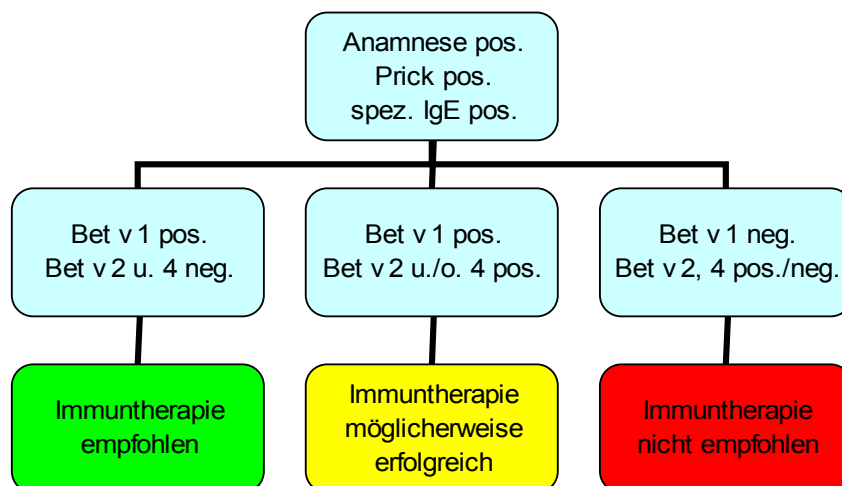 Anamnese pos.
Prick pos.
spez. IgE pos.
Bet v 1 pos.
Bet v 2 u. 4 neg.
Bet v 1 pos.
Bet v 2 u./o. 4 pos.
Bet v 1 neg.
Bet v 2, 4 pos./neg.
Immuntherapie
empfohlen
Immuntherapie
möglicherweise
erfolgreich
Immuntherapie
nicht empfohlen